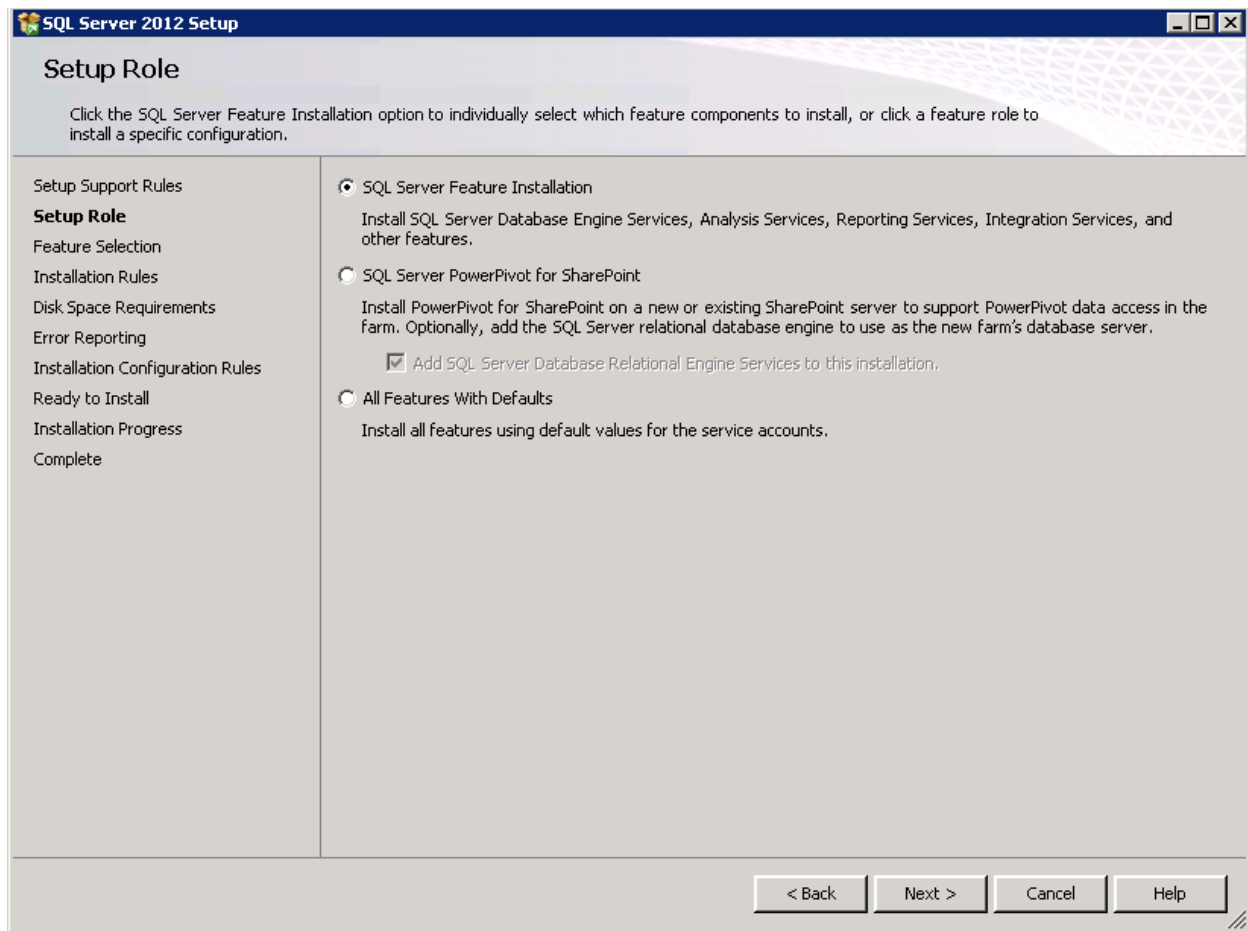 SQL Server 2012 Setup
Setup Role
Click the SQL Server Feature Installation option to individually select which feature components to install, or click a feature role to
install a specific configuration.
Setup Support Rules
Setup Role
Feature Selection
Installation Rules
Disk Space Requirements
Error Reporting
Installation Configuration Rules
Ready to Install
Installation Progress
Complete
SQL Server Feature Installation
Install SQL Server Database Engine Services, Analysis Services, Reporting Services, Integration Services, and
other features.
SQL Server PowerPivot for SharePoint
Install PowerPivot for SharePoint on a new or existing SharePoint server to support PowerPivot data access in the
farm. Optionally, add the SQL Server relational database engine to use as the new farm's database server.
Add SQL Server Database Relational Engine Services to this installation.
All Features With Defaults
Install all features using default values for the service accounts.
< Back
Next >
Cancel
Help